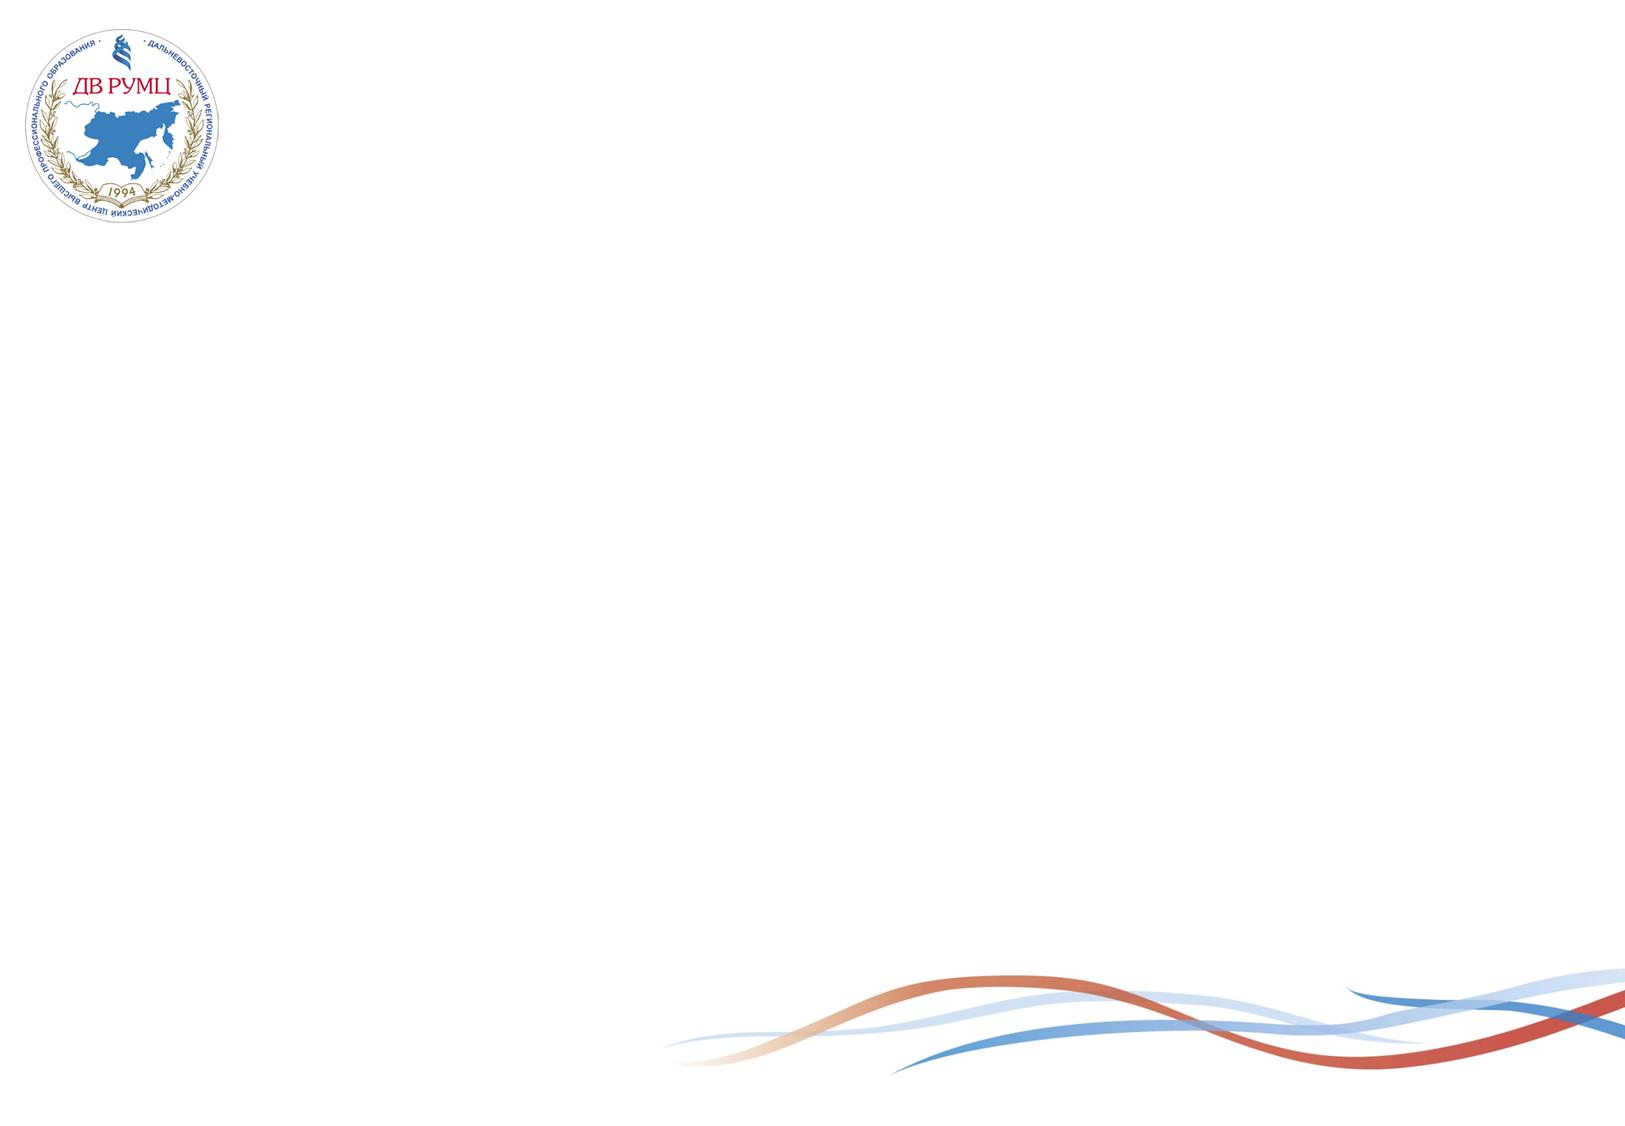 · ДАЛЬНЕВОСТОЧНЫЙ РЕГИОНАЛЬНЫЙ УЧЕБНО-МЕТОДИЧЕСКИЙ ЦЕНТР ВЫСШЕГО ПРОФЕССИОНАЛЬНОГО ОБРАЗОВАНИЯ ·
ДВ РУМЦ
1994